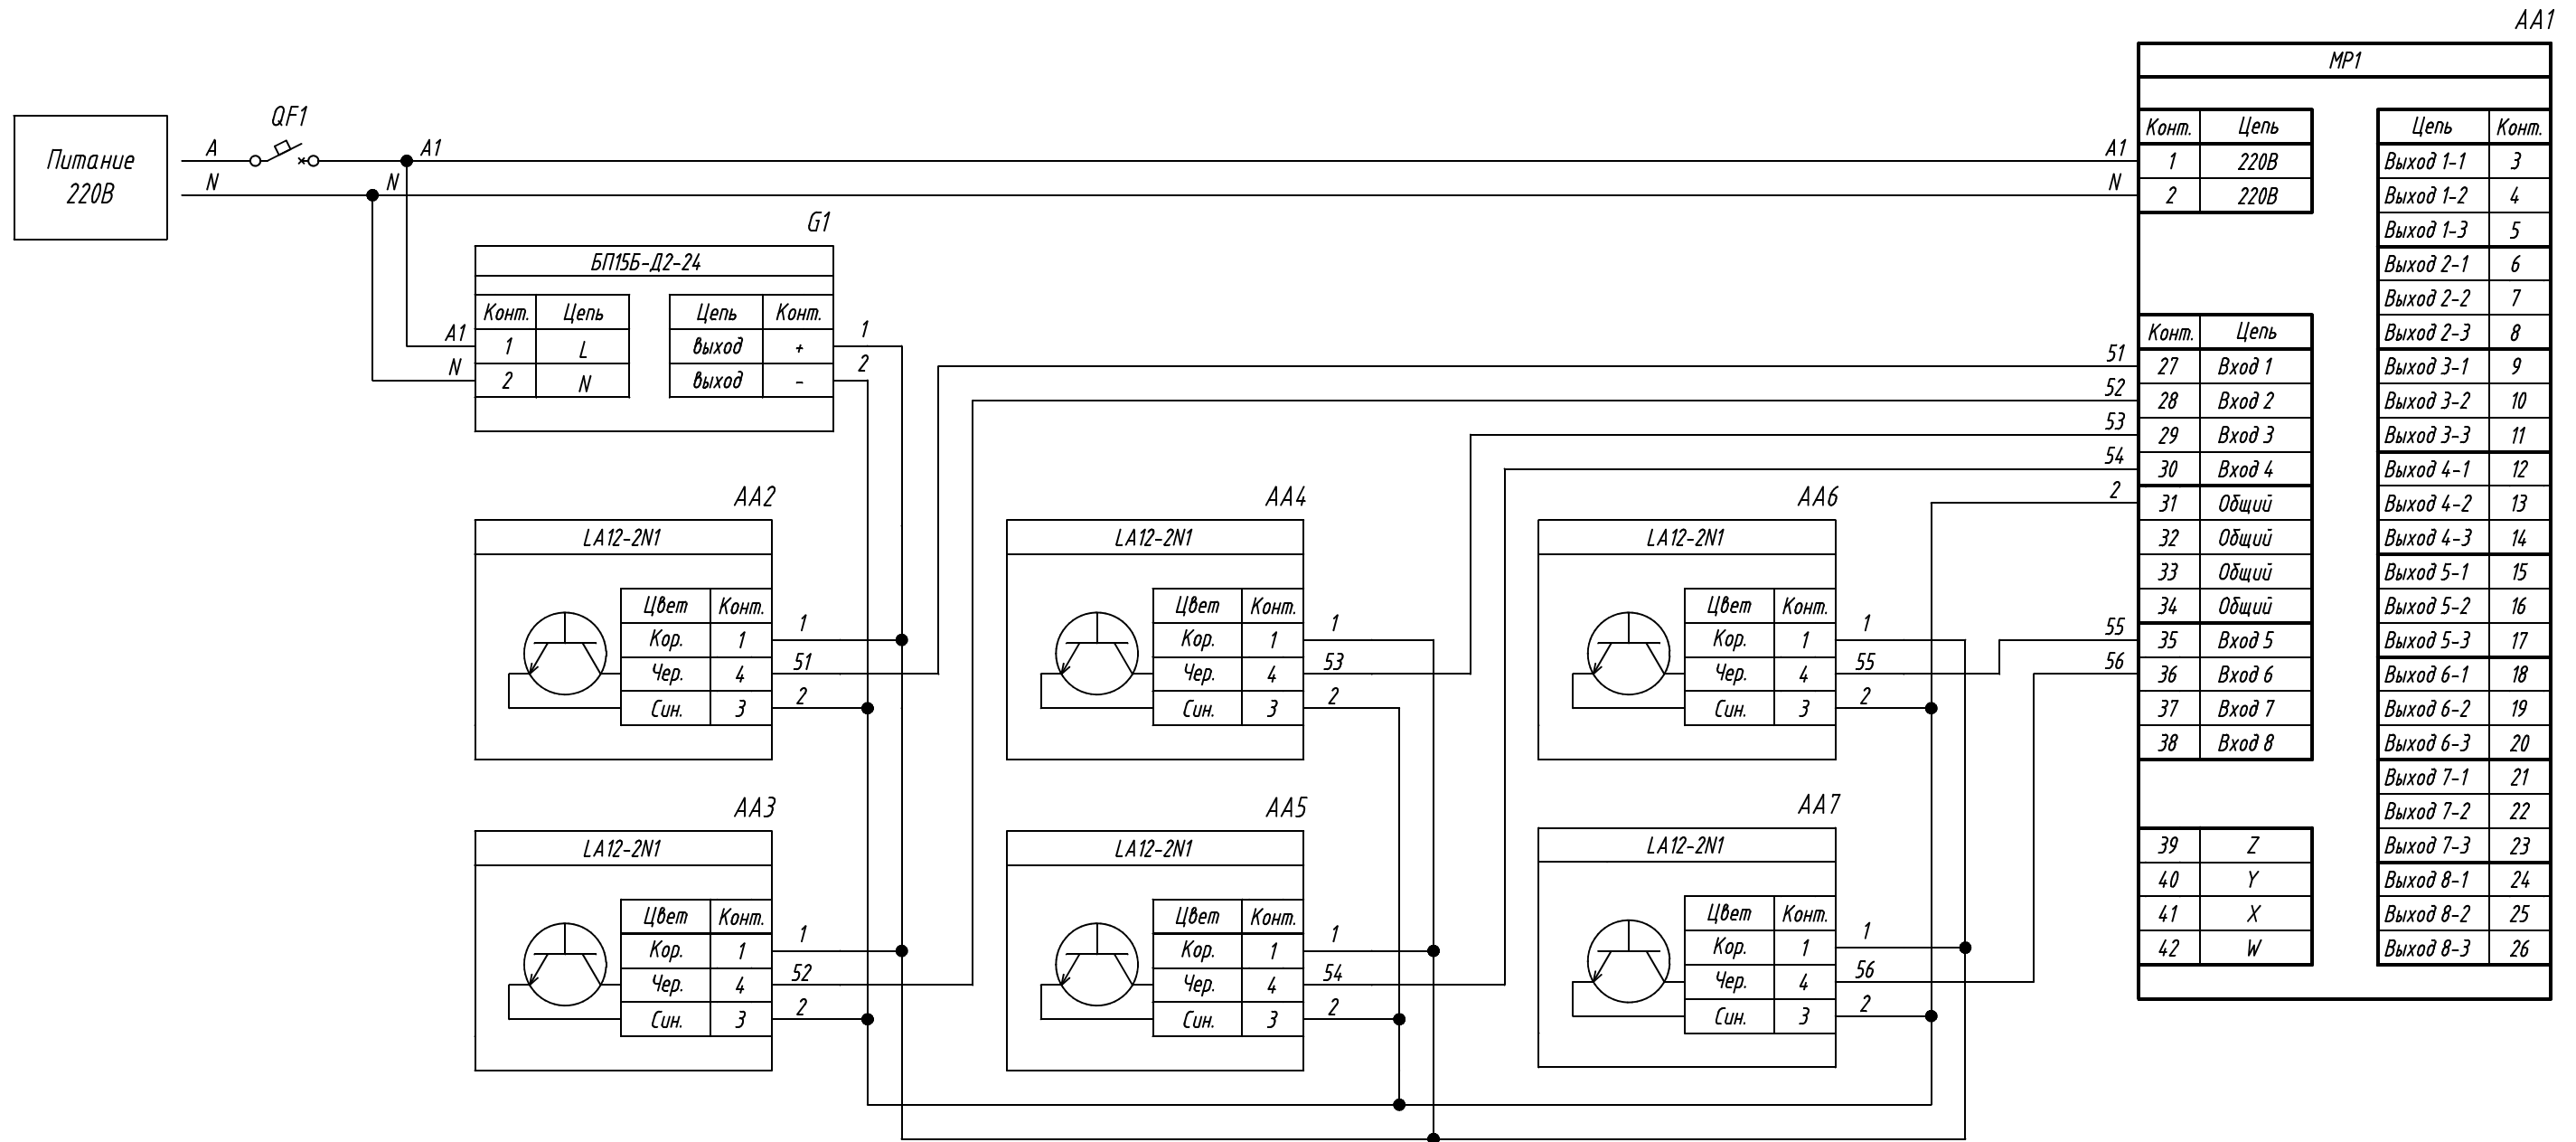 AA1
MP1
Питание
220В
A
QF1
A1
A1
N
N
N
Конт. Цепь
1 220В
2 220В
Цепь Конт.
Выход 1-1 3
Выход 1-2 4
Выход 1-3 5
Выход 2-1 6
Выход 2-2 7
Выход 2-3 8
Выход 3-1 9
Выход 3-2 10
Выход 3-3 11
Выход 4-1 12
Выход 4-2 13
Выход 4-3 14
Выход 5-1 15
Выход 5-2 16
Выход 5-3 17
Выход 6-1 18
Выход 6-2 19
Выход 6-3 20
Выход 7-1 21
Выход 7-2 22
Выход 7-3 23
Выход 8-1 24
Выход 8-2 25
Выход 8-3 26
G1
БП15Б-Д2-24
Конт. Цепь
A1 1 L
N 2 N
Цепь Конт.
выход + 1
выход - 2
Конт. Цепь
51 27 Вход 1
52 28 Вход 2
53 29 Вход 3
54 30 Вход 4
2 31 Общий
32 Общий
33 Общий
34 Общий
55 35 Вход 5
56 36 Вход 6
37 Вход 7
38 Вход 8
39 Z
40 Y
41 X
42 W
AA2
LA12-2N1
Цвет Конт.
Кор. 1 1
Чер. 4 51
Син. 3 2
AA4
LA12-2N1
Цвет Конт.
Кор. 1 1
Чер. 4 53
Син. 3 2
AA6
LA12-2N1
Цвет Конт.
Кор. 1 1
Чер. 4 55
Син. 3 2
AA3
LA12-2N1
Цвет Конт.
Кор. 1 1
Чер. 4 52
Син. 3 2
AA5
LA12-2N1
Цвет Конт.
Кор. 1 1
Чер. 4 54
Син. 3 2
AA7
LA12-2N1
Цвет Конт.
Кор. 1 1
Чер. 4 56
Син. 3 2